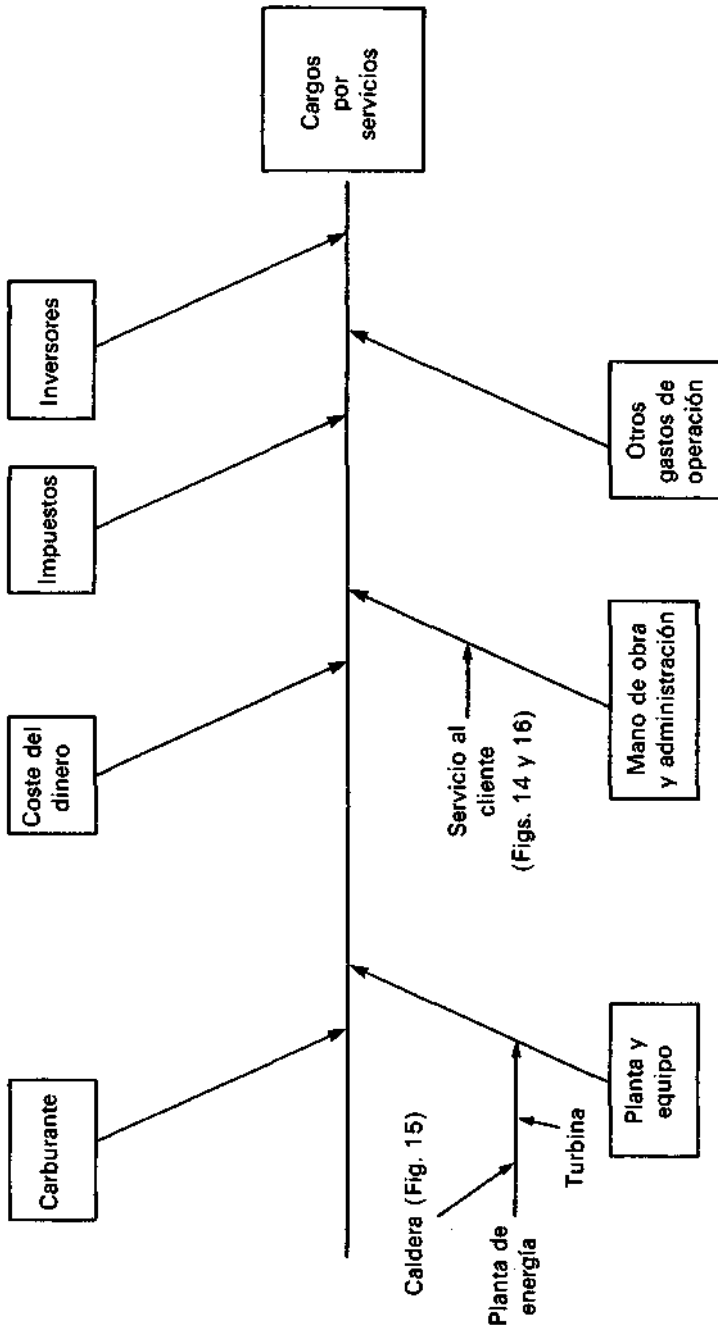 Carburante
Coste del
dinero
Impuestos
Inversores
Cargos
por
servicios
Caldera (Fig. 15)
Planta de
energía
Turbina
Planta y
equipo
Servicio al
cliente
(Figs. 14 y 16)
Mano de obra
y administración
Otros
gastos de
operación